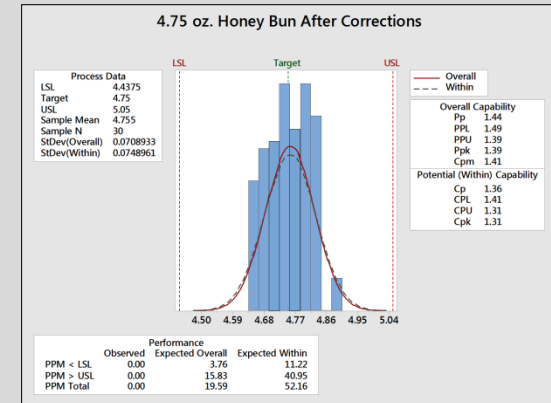 4.75 oz. Honey Bun After Corrections
LSL Target USL
Process Data
LSL 4.4375
Target 4.75
USL 5.05
Sample Mean 4.755
Sample N 30
StDev(Overall) 0.0708933
StDev(Within) 0.0748961
Overall
Within
Overall Capability
Pp 1.44
PPL 1.49
PPU 1.39
Ppk 1.39
Cpm 1.41
Potential (Within) Capability
Cp 1.36
CPL 1.41
CPU 1.31
Cpk 1.31
4.50 4.59 4.68 4.77 4.86 4.95 5.04
Performance
Observed Expected Overall Expected Within
PPM < LSL 0.00 3.76 11.22
PPM > USL 0.00 15.83 40.95
PPM Total 0.00 19.59 52.16